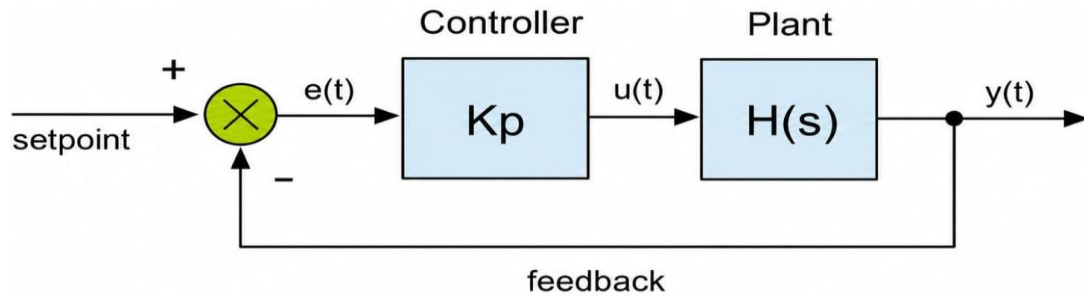 Controller
Plant
+
e(t)
u(t)
y(t)
Kp
H(s)
setpoint
−
feedback